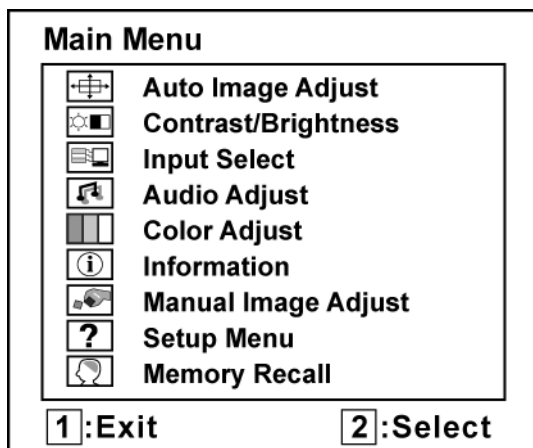 Main Menu
Auto Image Adjust
Contrast/Brightness
Input Select
Audio Adjust
Color Adjust
i Information
Manual Image Adjust
? Setup Menu
Memory Recall
1:Exit 2:Select